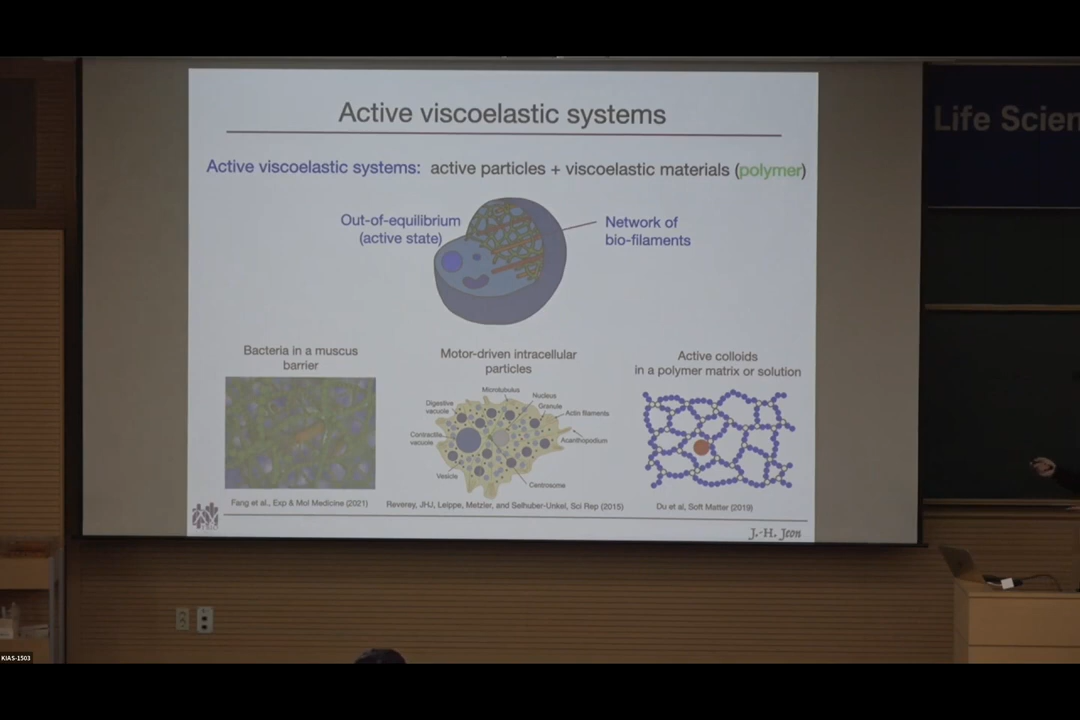 Active viscoelastic systems
Life Scien
Active viscoelastic systems: active particles + viscoelastic materials (polymer)
Out-of-equilibrium
(active state)
Network of
bio-filaments
Bacteria in a muscus
barrier
Motor-driven intracellular
particles
Active colloids
in a polymer matrix or solution
Microtubulus
Nucleus
Digestive
vacuole
Granule
Actin filaments
Contractile
vacuole
Acanthopodium
Vesicle
Centrosome
Fang et al., Exp & Mol Medicine (2021)
Reverey, JHJ, Leippe, Metzler, and Selhuber-Unkel, Sci Rep (2015)
Du et al, Soft Matter (2019)
J.-H. Jeon
KIAS-1503